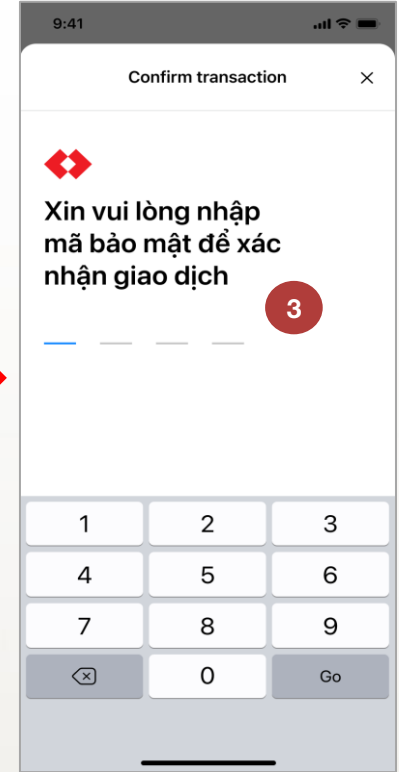 9:41
Confirm transaction
Xin vui lòng nhập
mã bảo mật để xác
nhận giao dịch
3
1 2 3
4 5 6
7 8 9
0 Go